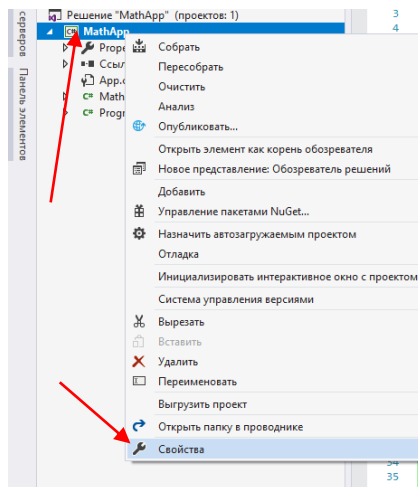 серверов
Панель элементов
Решение "MathApp" (проектов: 1)
MathApp
Prope
Ссыл
App.c
C# Math
C# Progr
Собрать
Пересобрать
Очистить
Анализ
Опубликовать...
Открыть элемент как корень обозревателя
Новое представление: Обозреватель решений
Добавить
Управление пакетами NuGet...
Назначить автозагружаемым проектом
Отладка
Инициализировать интерактивное окно с проектом
Система управления версиями
Вырезать
Вставить
Удалить
Переименовать
Выгрузить проект
Открыть папку в проводнике
Свойства
3
4
34
35